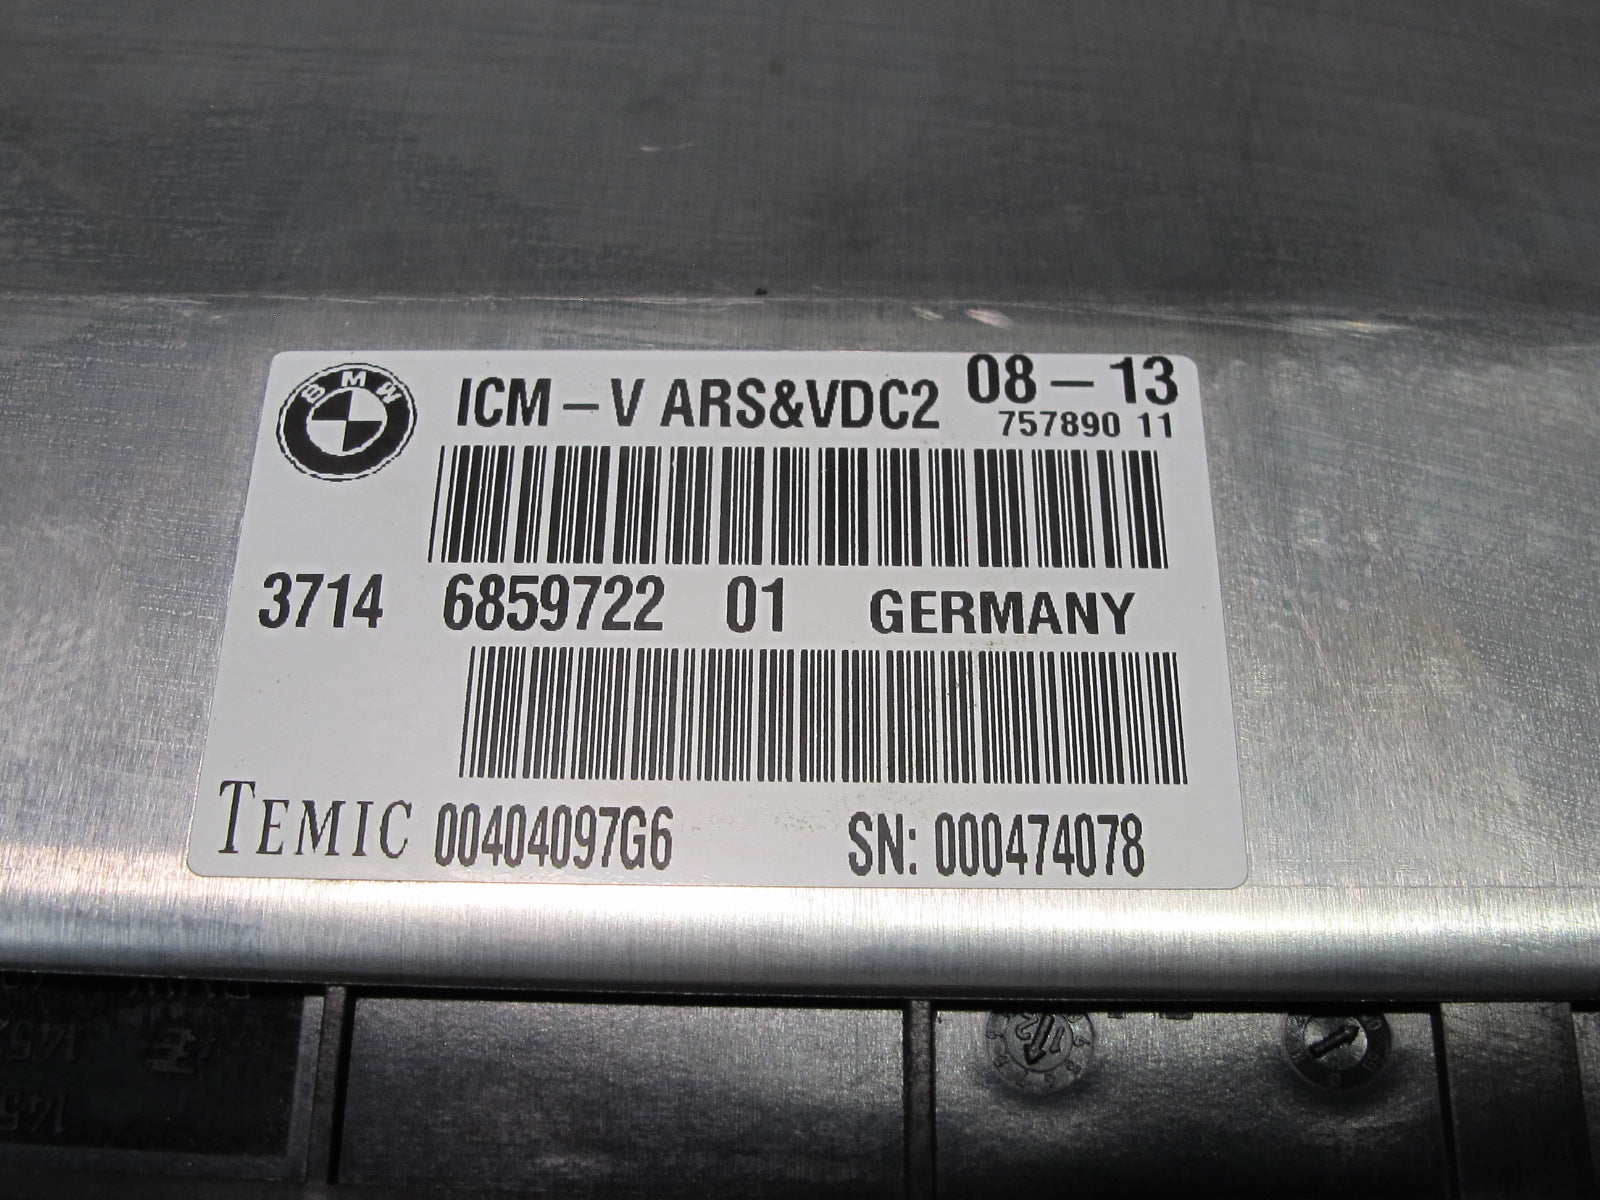 BMW
ICM – V ARS&VDC2 08 – 13
757890 11
3714 6859722 01 GERMANY
TEMIC 00404097G6 SN: 000474078